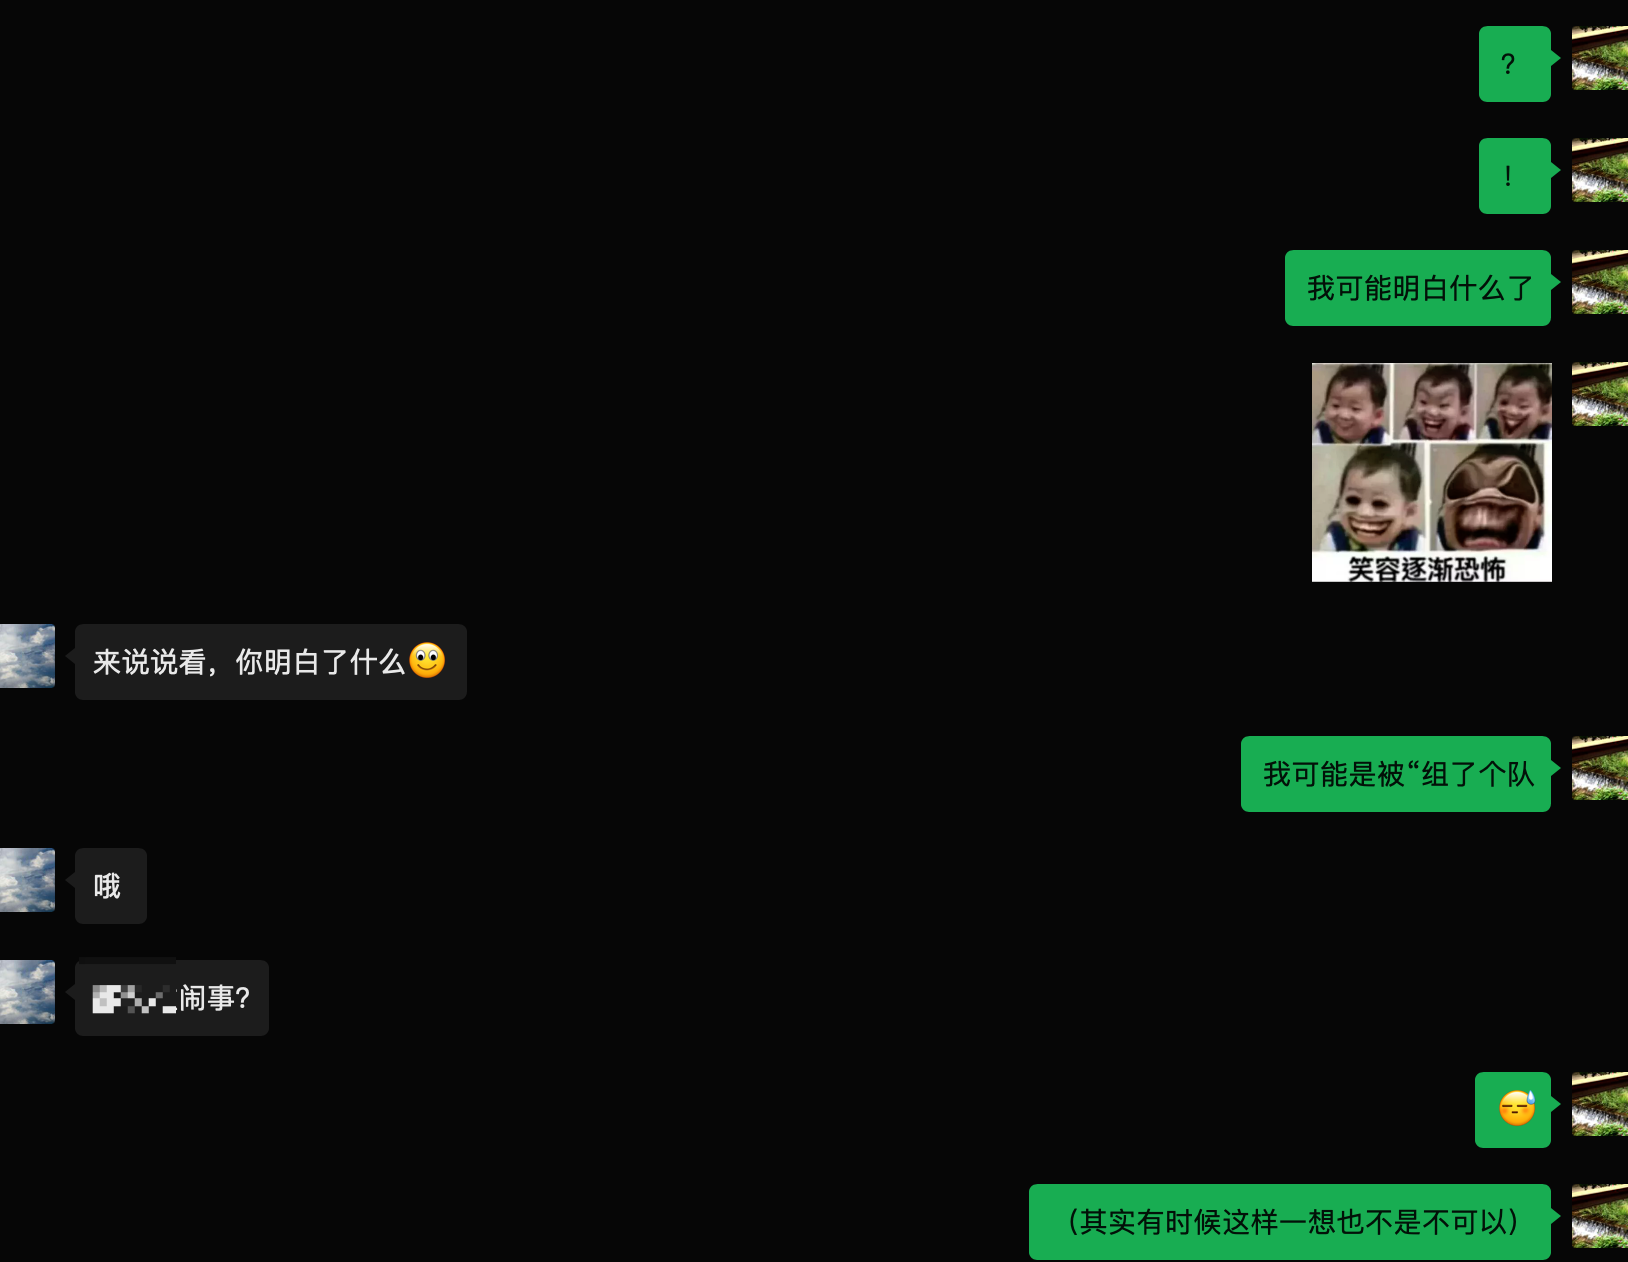 ?
!
我可能明白什么了
笑容逐渐恐怖
来说说看，你明白了什么
我可能是被“组了个队
哦
闹事?
（其实有时候这样一想也不是不可以）